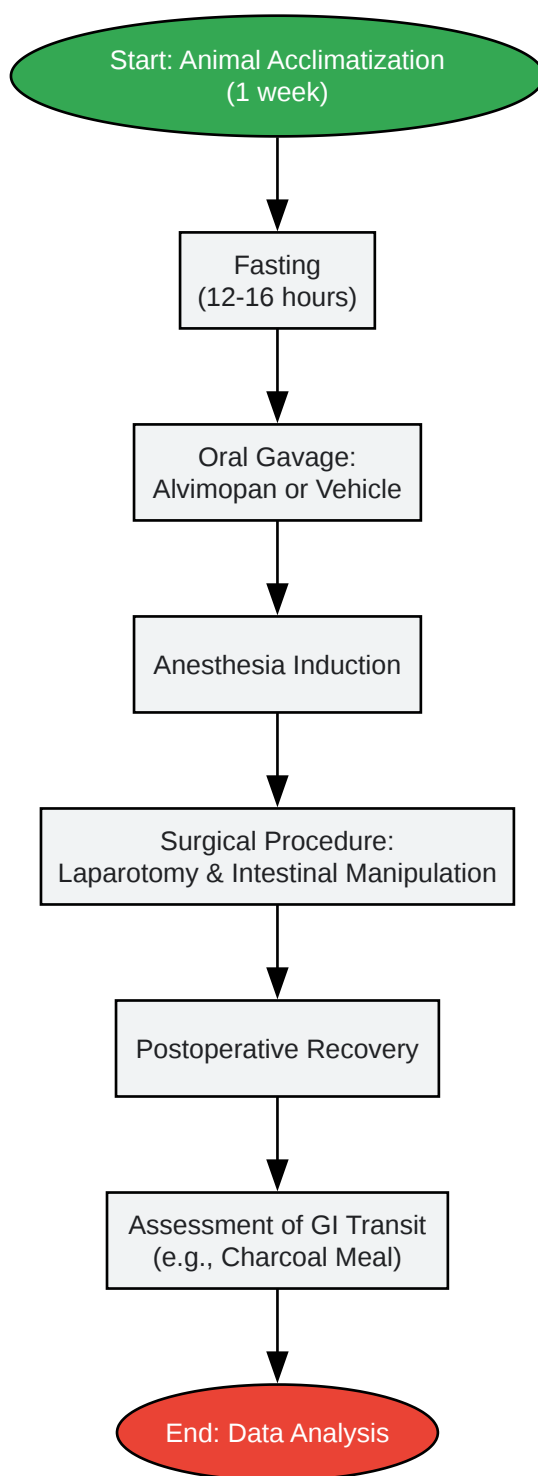 Start: Animal Acclimatization
(1 week)
Fasting
(12-16 hours)
Oral Gavage:
Alvimopan or Vehicle
Anesthesia Induction
Surgical Procedure:
Laparotomy & Intestinal Manipulation
Postoperative Recovery
Assessment of GI Transit
(e.g., Charcoal Meal)
End: Data Analysis